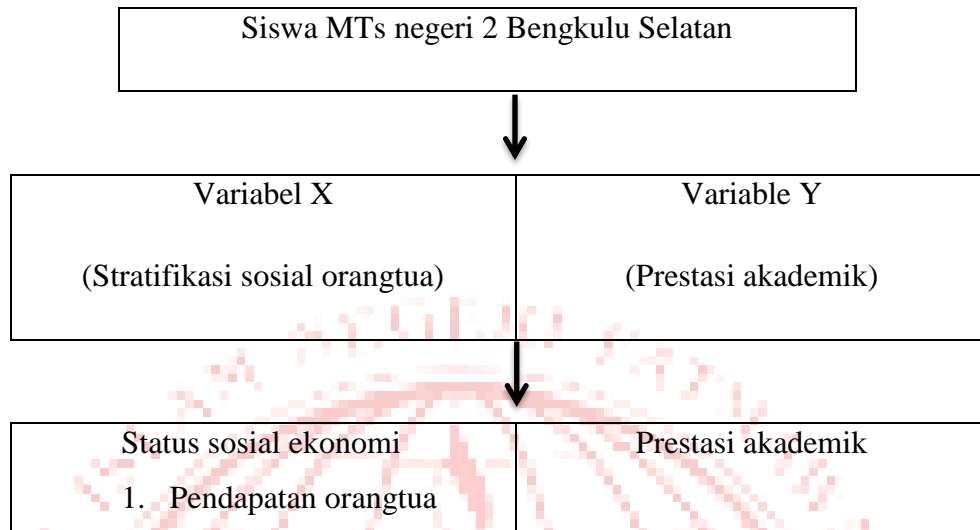 Siswa MTs negeri 2 Bengkulu Selatan
Variabel X
(Stratifikasi sosial orangtua)
Variable Y
(Prestasi akademik)
Status sosial ekonomi
1. Pendapatan orangtua
Prestasi akademik